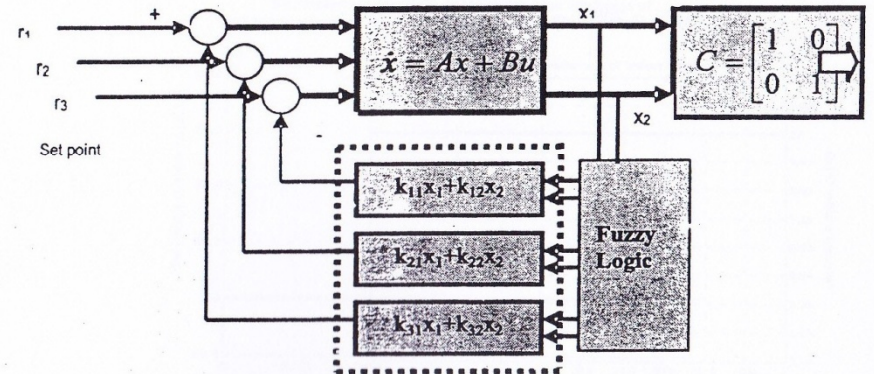 +
r₁
r₂
r₃
Set point
ẋ = Ax + Bu
x₁
x₂
C = [1 0
0 1]
k₁₁x₁+k₁₂x₂
k₂₁x₁+k₂₂x₂
k₃₁x₁+k₃₂x₂
Fuzzy
Logic